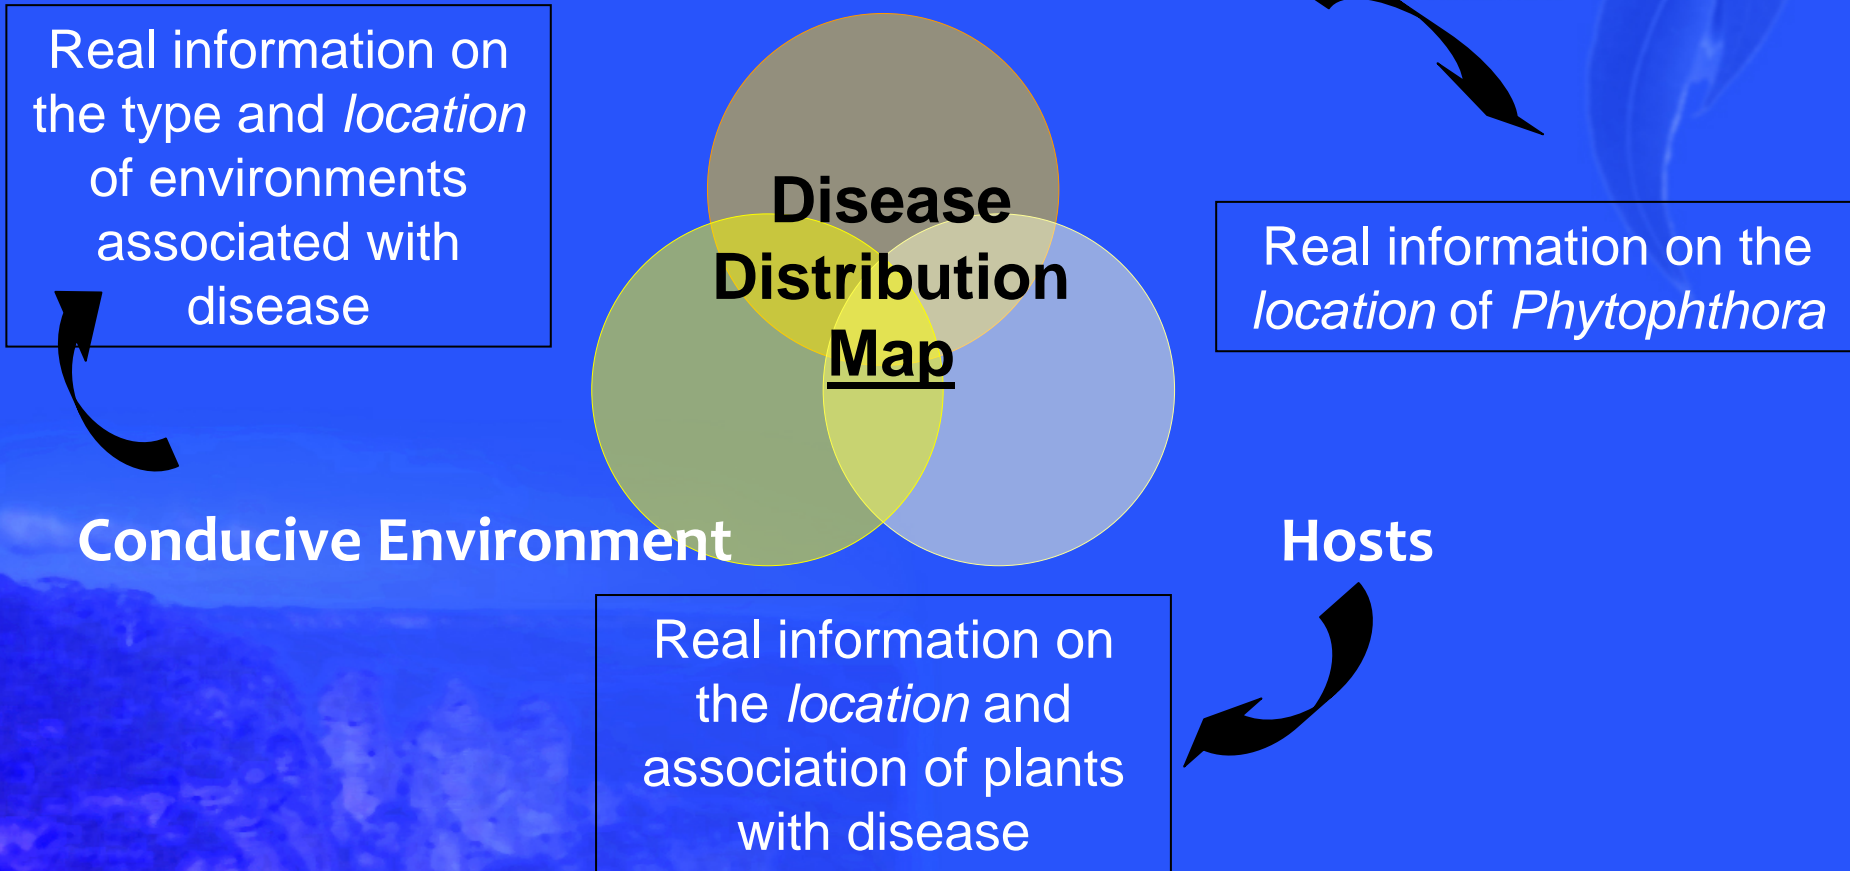 Real information on
the type and location
of environments
associated with
disease
Disease
Distribution
Map
Real information on the
location of Phytophthora
Conducive Environment
Hosts
Real information on
the location and
association of plants
with disease